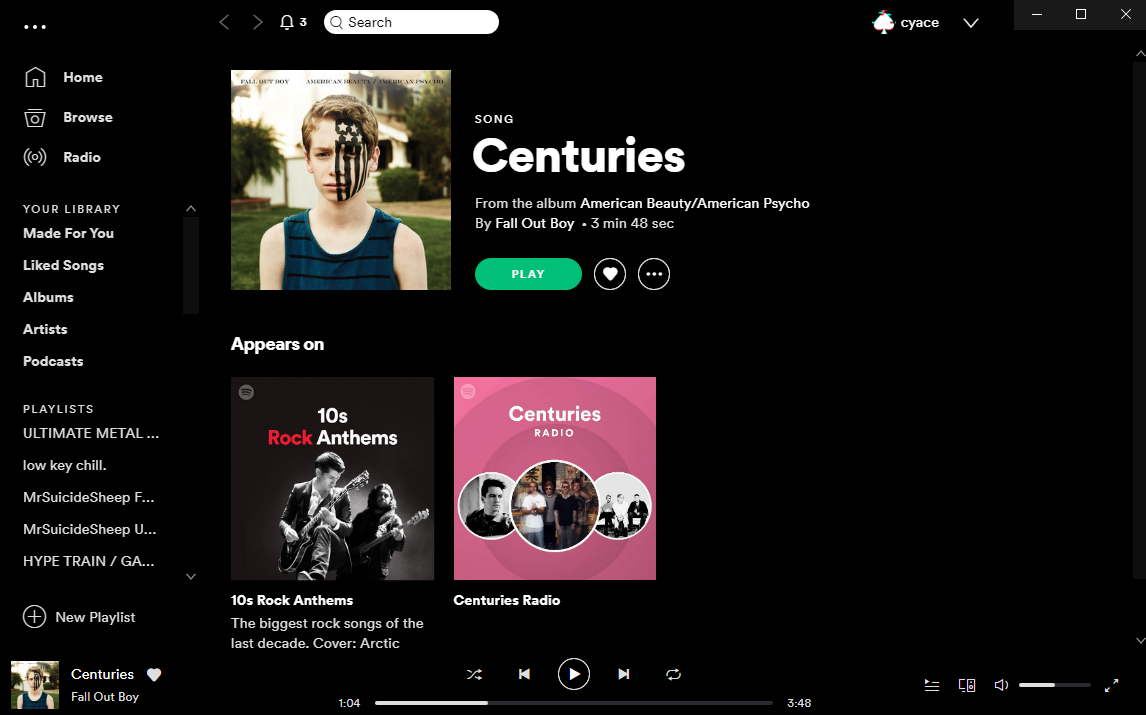 3
Search
cyace
Home
Browse
Radio
YOUR LIBRARY
Made For You
Liked Songs
Albums
Artists
Podcasts
PLAYLISTS
ULTIMATE METAL ...
low key chill.
MrSuicideSheep F...
MrSuicideSheep U...
HYPE TRAIN / GA...
New Playlist
FALL OUT BOY AMERICAN BEAUTY / AMERICAN PSYCHO
SONG
Centuries
From the album American Beauty/American Psycho
By Fall Out Boy • 3 min 48 sec
PLAY
Appears on
10s
Rock Anthems
Centuries
RADIO
10s Rock Anthems
The biggest rock songs of the
last decade. Cover: Arctic
Centuries Radio
Centuries
Fall Out Boy
1:04
3:48